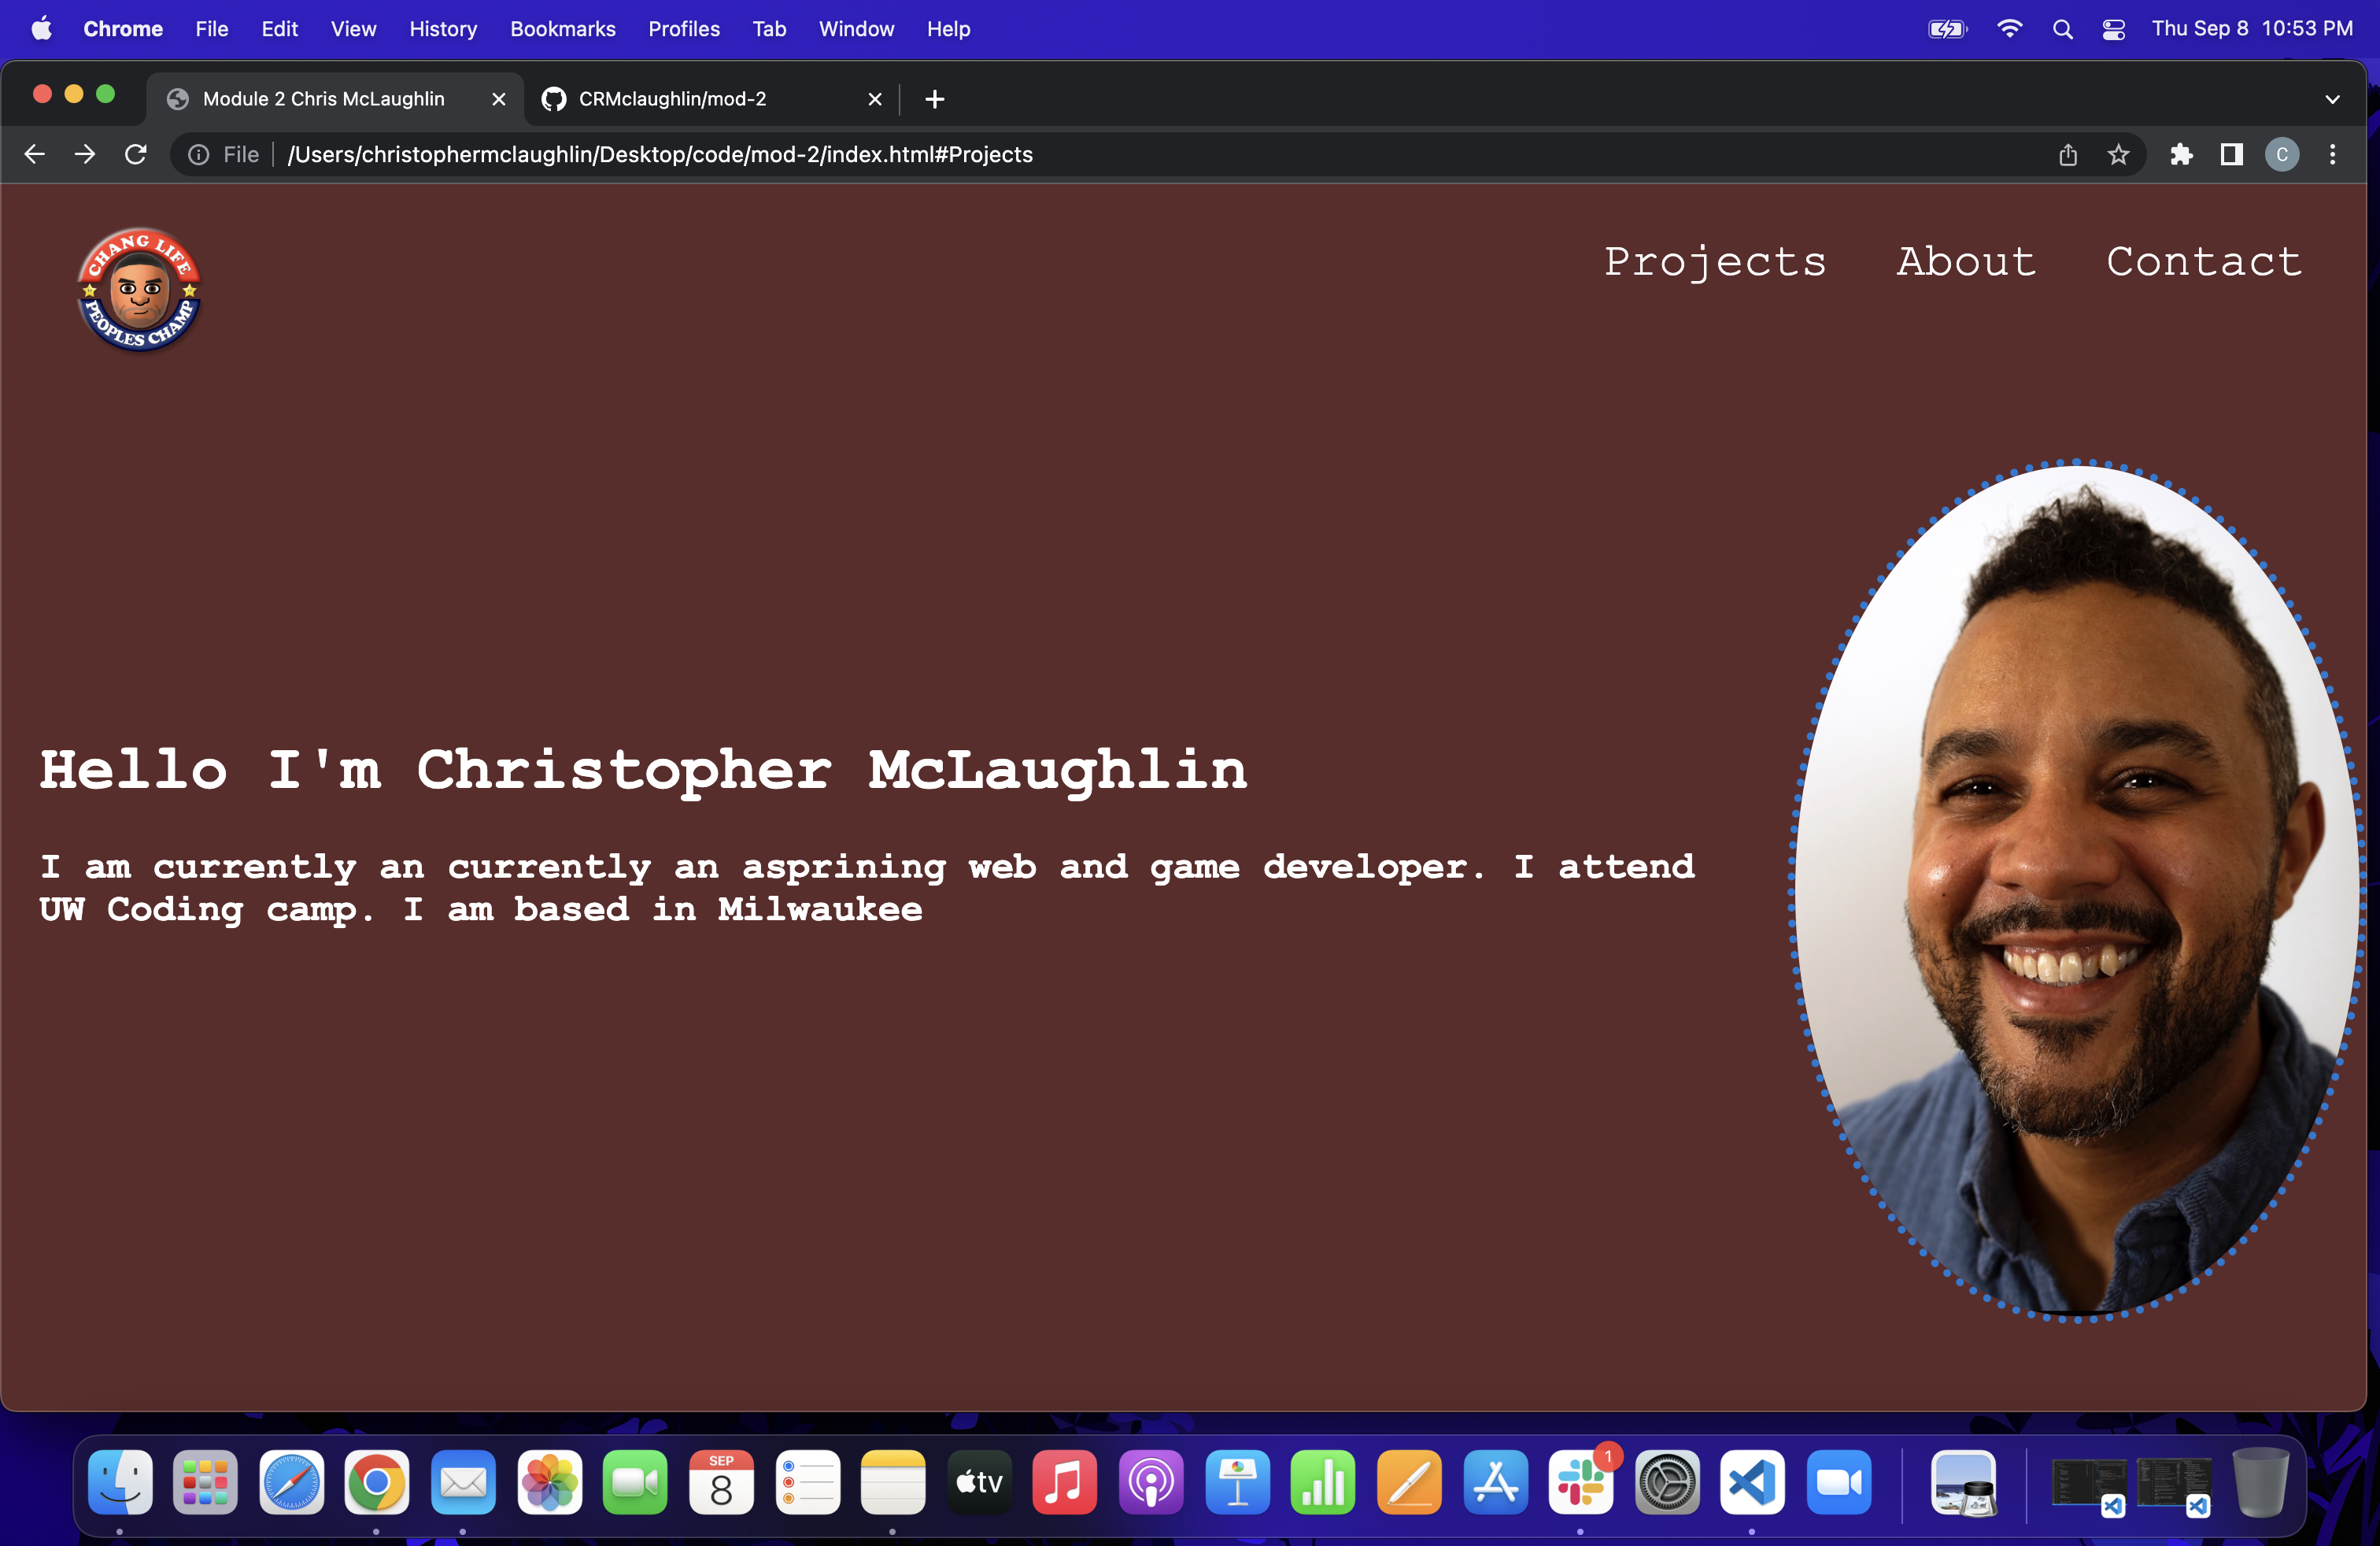 Chrome File Edit View History Bookmarks Profiles Tab Window Help Thu Sep 8 10:53 PM
Module 2 Chris McLaughlin CRMclaughlin/mod-2
File /Users/christophermclaughlin/Desktop/code/mod-2/index.html#Projects C
CHANG LIFE
PEOPLES CHAMP
Projects About Contact
Hello I'm Christopher McLaughlin
I am currently an currently an asprining web and game developer. I attend
UW Coding camp. I am based in Milwaukee
SEP
8
tv
1